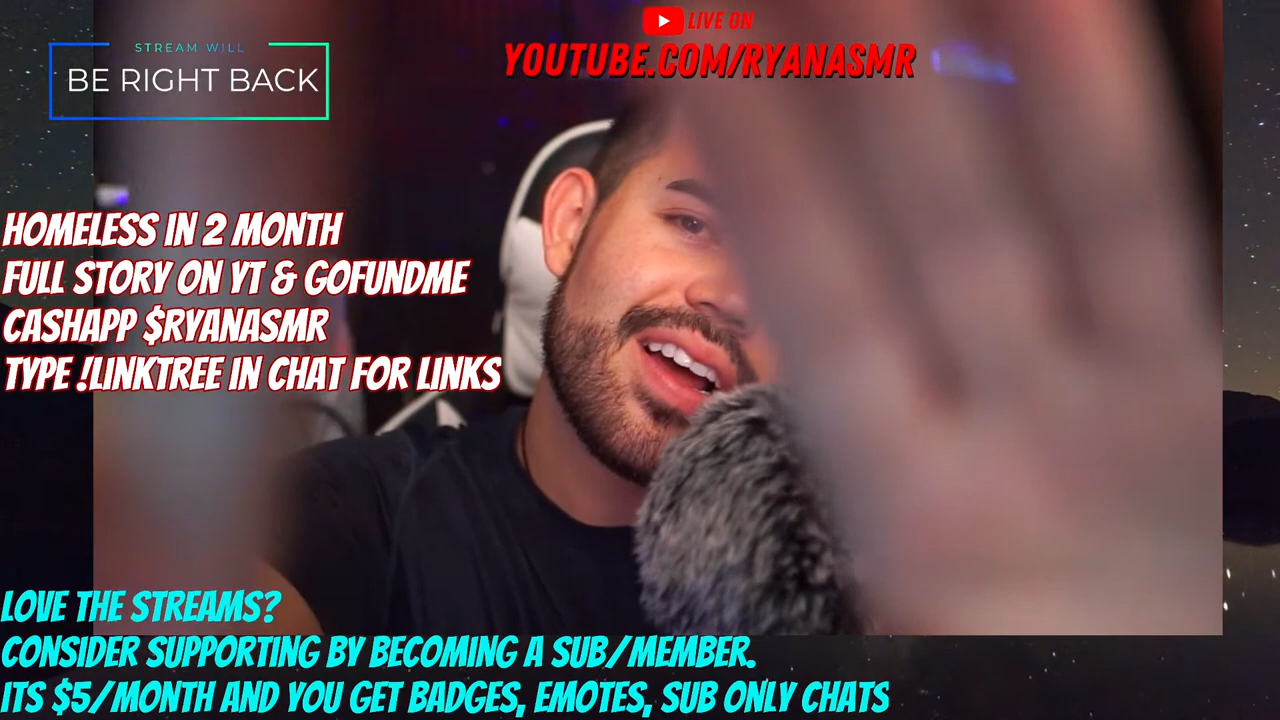 STREAM WILL
BE RIGHT BACK
LIVE ON
YOUTUBE.COM/RYANASMR
HOMELESS IN 2 MONTH
FULL STORY ON YT & GOFUNDME
CASHAPP $RYANASMR
TYPE !LINKTREE IN CHAT FOR LINKS
LOVE THE STREAMS?
CONSIDER SUPPORTING BY BECOMING A SUB/MEMBER.
ITS $5/MONTH AND YOU GET BADGES, EMOTES, SUB ONLY CHATS